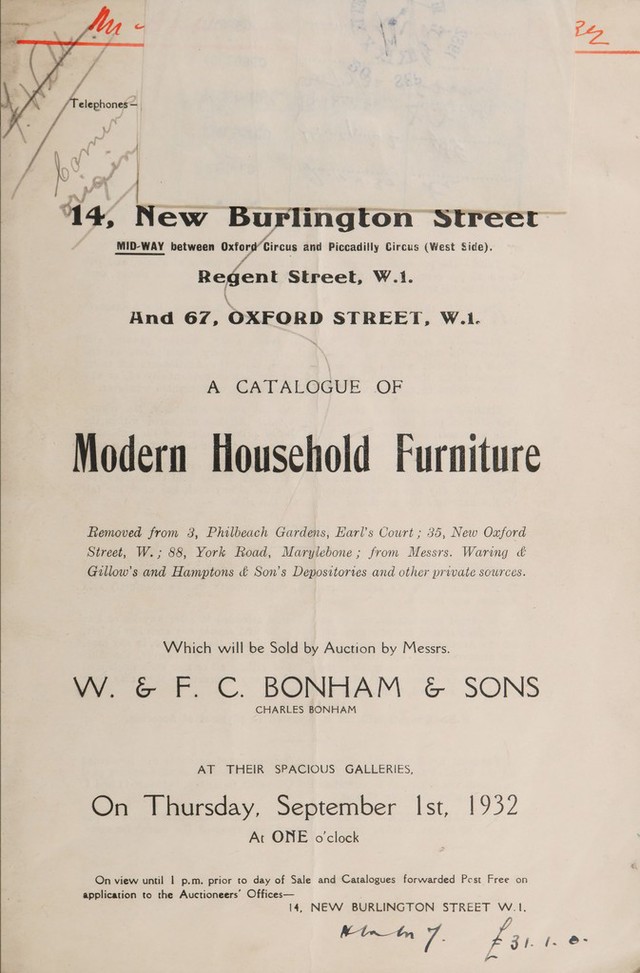 Telephones—
14, New Burlington Street
MID-WAY between Oxford Circus and Piccadilly Circus (West Side).
Regent Street, W.1.
And 67, OXFORD STREET, W.1.
A CATALOGUE OF
Modern Household Furniture
Removed from 3, Philbeach Gardens, Earl's Court ; 35, New Oxford
Street, W. ; 88, York Road, Marylebone ; from Messrs. Waring &
Gillow's and Hamptons & Son's Depositories and other private sources.
Which will be Sold by Auction by Messrs.
W. & F. C. BONHAM & SONS
CHARLES BONHAM
AT THEIR SPACIOUS GALLERIES,
On Thursday, September 1st, 1932
At ONE o'clock
On view until 1 p.m. prior to day of Sale and Catalogues forwarded Post Free on
application to the Auctioneers' Offices—
14, NEW BURLINGTON STREET W.1.
£31.1.0.